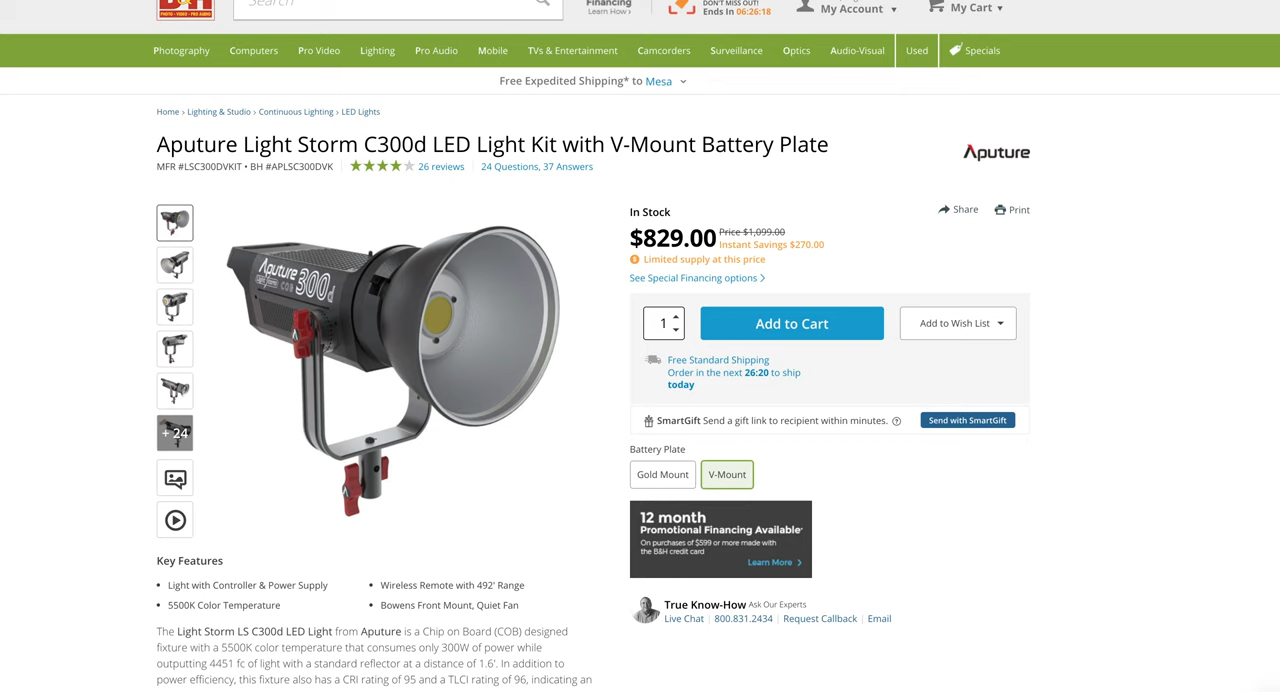 B&H
PHOTO - VIDEO - PRO AUDIO
Search
Financing
Learn How ›
DON'T MISS OUT!
Ends In 06:26:18
My Account ▼
My Cart ▼
Photography Computers Pro Video Lighting Pro Audio Mobile TVs & Entertainment Camcorders Surveillance Optics Audio-Visual Used Specials
Free Expedited Shipping* to Mesa
Home › Lighting & Studio › Continuous Lighting › LED Lights
Aputure Light Storm C300d LED Light Kit with V-Mount Battery Plate
Aputure
MFR #LSC300DVKIT • BH #APLSC300DVK 26 reviews 24 Questions, 37 Answers
Aputure
Light Storm
COB 300d
+ 24
In Stock
Share Print
$829.00 Price $1,099.00
Instant Savings $270.00
Limited supply at this price
See Special Financing options
1 Add to Cart Add to Wish List
Free Standard Shipping
Order in the next 26:20 to ship
today
SmartGift Send a gift link to recipient within minutes. Send with SmartGift
Battery Plate
Gold Mount V-Mount
12 month
Promotional Financing Available*
On purchases of $599 or more made with
the B&H credit card
Learn More
True Know-How Ask Our Experts
Live Chat | 800.831.2434 | Request Callback | Email
Key Features
• Light with Controller & Power Supply
• 5500K Color Temperature
• Wireless Remote with 492' Range
• Bowens Front Mount, Quiet Fan
The Light Storm LS C300d LED Light from Aputure is a Chip on Board (COB) designed
fixture with a 5500K color temperature that consumes only 300W of power while
outputting 4451 fc of light with a standard reflector at a distance of 1.6'. In addition to
power efficiency, this fixture also has a CRI rating of 95 and a TLCI rating of 96, indicating an